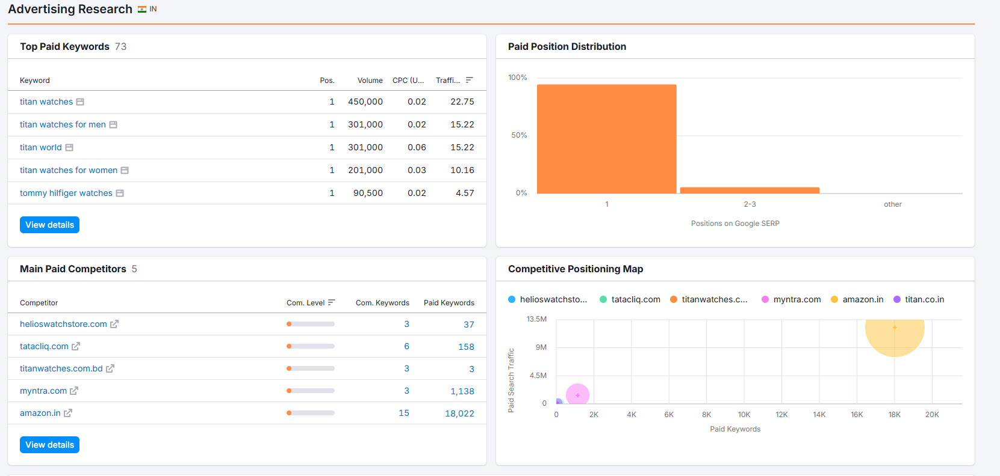 Advertising Research IN
Top Paid Keywords 73
Keyword Pos. Volume CPC (U... Traffi...
titan watches 1 450,000 0.02 22.75
titan watches for men 1 301,000 0.02 15.22
titan world 1 301,000 0.06 15.22
titan watches for women 1 201,000 0.03 10.16
tommy hilfiger watches 1 90,500 0.02 4.57
View details
Paid Position Distribution
100%
50%
0%
1 2-3 other
Positions on Google SERP
Main Paid Competitors 5
Competitor Com. Level Com. Keywords Paid Keywords
helioswatchstore.com 3 37
tatacliq.com 6 158
titanwatches.com.bd 3 3
myntra.com 3 1,138
amazon.in 15 18,022
View details
Competitive Positioning Map
helioswatchsto... tatacliq.com titanwatches.c... myntra.com amazon.in titan.co.in
Paid Search Traffic
13.5M
9M
4.5M
0
0 2K 4K 6K 8K 10K 12K 14K 16K 18K 20K
Paid Keywords